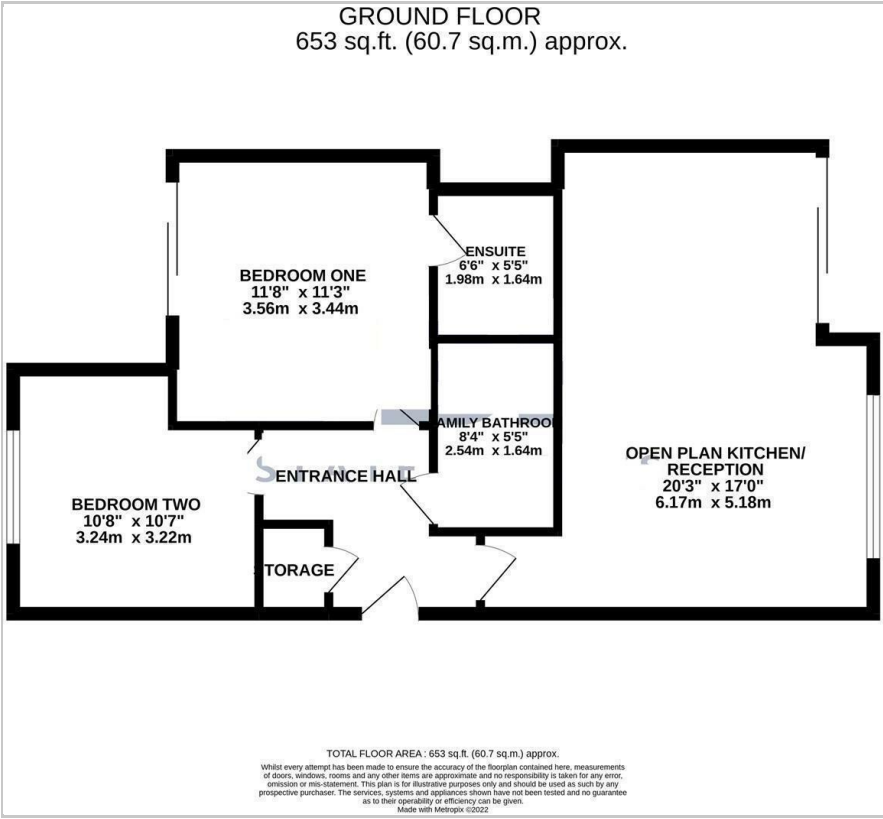 GROUND FLOOR
653 sq.ft. (60.7 sq.m.) approx.
BEDROOM ONE
11'8" x 11'3"
3.56m x 3.44m
ENSUITE
6'6" x 5'5"
1.98m x 1.64m
AMILY BATHROO
8'4" x 5'5"
2.54m x 1.64m
OPEN PLAN KITCHEN/
RECEPTION
20'3" x 17'0"
6.17m x 5.18m
ENTRANCE HALL
BEDROOM TWO
10'8" x 10'7"
3.24m x 3.22m
TORAGE
TOTAL FLOOR AREA : 653 sq.ft. (60.7 sq.m.) approx.
Whilst every attempt has been made to ensure the accuracy of the floorplan contained here, measurements
of doors, windows, rooms and any other items are approximate and no responsibility is taken for any error,
omission or mis-statement. This plan is for illustrative purposes only and should be used as such by any
prospective purchaser. The services, systems and appliances shown have not been tested and no guarantee
as to their operability or efficiency can be given.
Made with Metropix ©2022